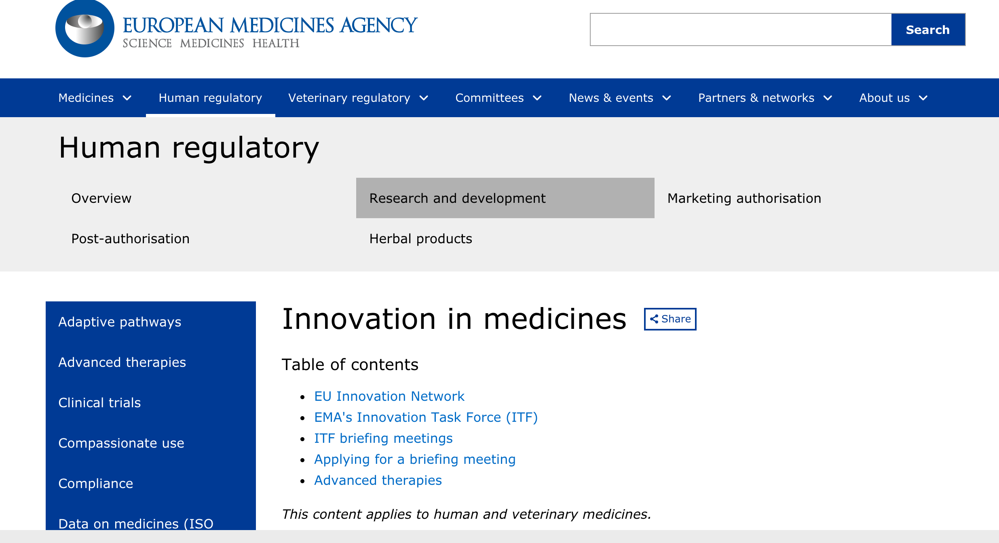 EUROPEAN MEDICINES AGENCY
SCIENCE MEDICINES HEALTH
Search
Medicines
Human regulatory
Veterinary regulatory
Committees
News & events
Partners & networks
About us
Human regulatory
Overview
Research and development
Marketing authorisation
Post-authorisation
Herbal products
Adaptive pathways
Advanced therapies
Clinical trials
Compassionate use
Compliance
Data on medicines (ISO
Innovation in medicines
Share
Table of contents
EU Innovation Network
EMA's Innovation Task Force (ITF)
ITF briefing meetings
Applying for a briefing meeting
Advanced therapies
This content applies to human and veterinary medicines.